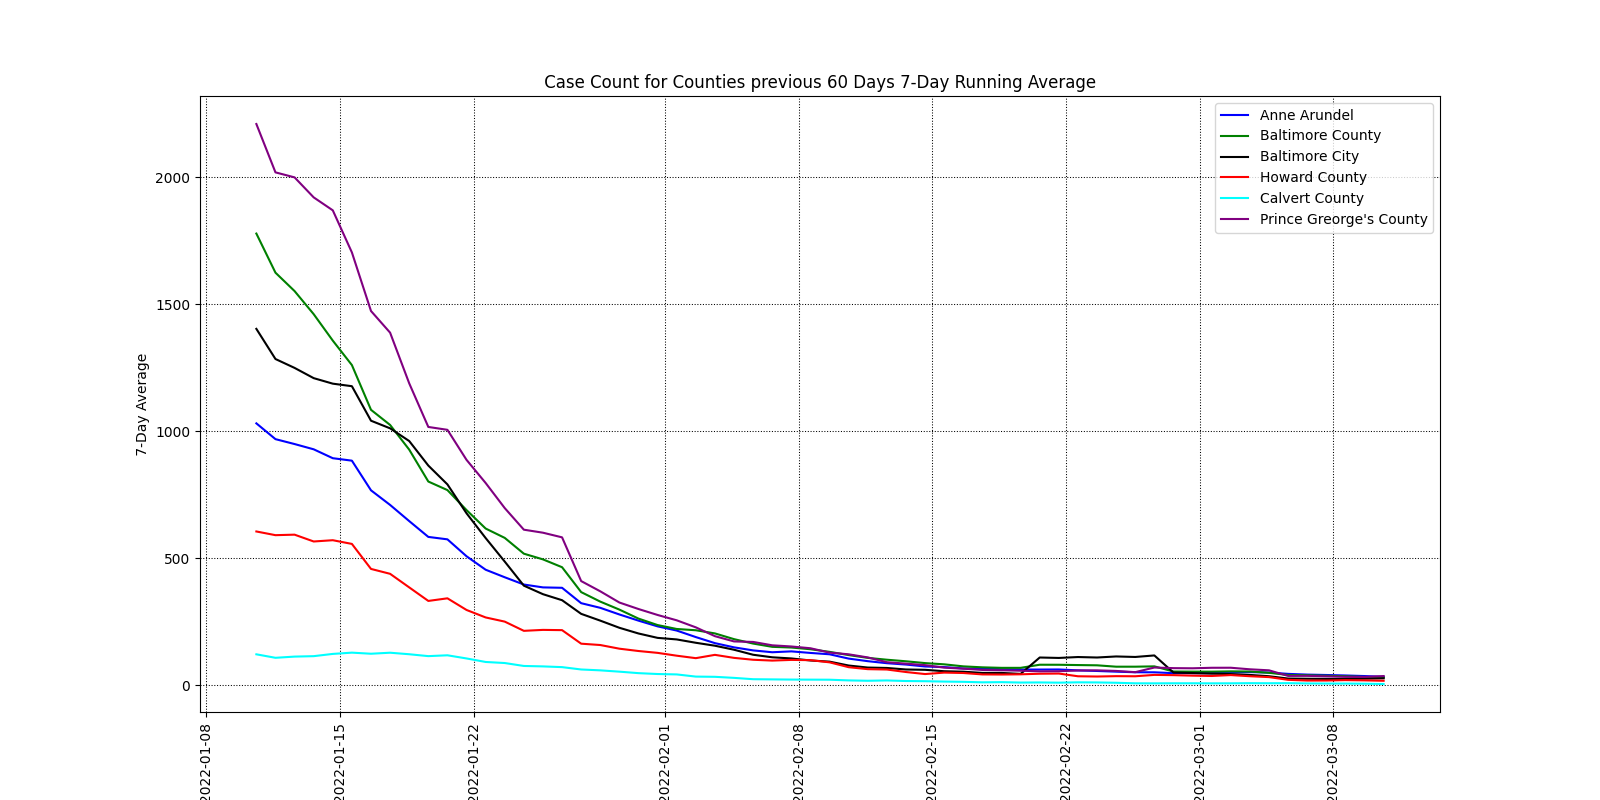 Case Count for Counties previous 60 Days 7-Day Running Average
Anne Arundel
Baltimore County
Baltimore City
Howard County
Calvert County
Prince Greorge's County
7-Day Average
2000
1500
1000
500
0
2022-01-08
2022-01-15
2022-01-22
2022-02-01
2022-02-08
2022-02-15
2022-02-22
2022-03-01
2022-03-08